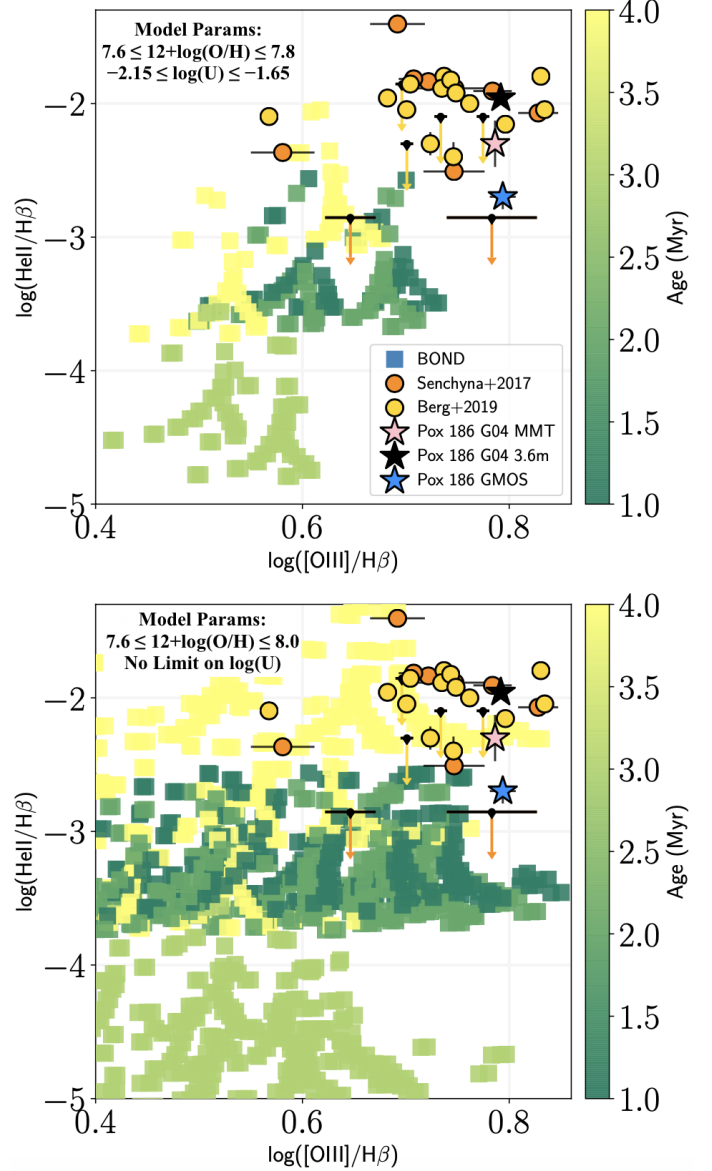 Model Params:
7.6 ≤ 12+log(O/H) ≤ 7.8
−2.15 ≤ log(U) ≤ −1.65
log(HeII/Hβ)
−2
−3
−4
−5
0.4
0.6
0.8
log([OIII]/Hβ)
BOND
Senchyna+2017
Berg+2019
Pox 186 G04 MMT
Pox 186 G04 3.6m
Pox 186 GMOS
4.0
3.5
3.0
2.5
2.0
1.5
1.0
Age (Myr)
Model Params:
7.6 ≤ 12+log(O/H) ≤ 8.0
No Limit on log(U)
log(HeII/Hβ)
−2
−3
−4
−5
0.4
0.6
0.8
log([OIII]/Hβ)
4.0
3.5
3.0
2.5
2.0
1.5
1.0
Age (Myr)